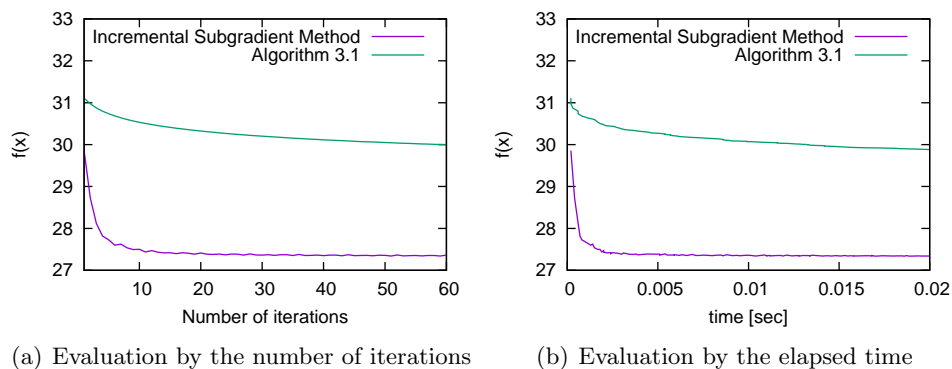 33
32
31
30
29
28
27
f(x)
Incremental Subgradient Method
Algorithm 3.1
10 20 30 40 50 60
Number of iterations
(a) Evaluation by the number of iterations
33
32
31
30
29
28
27
f(x)
Incremental Subgradient Method
Algorithm 3.1
0 0.005 0.01 0.015 0.02
time [sec]
(b) Evaluation by the elapsed time